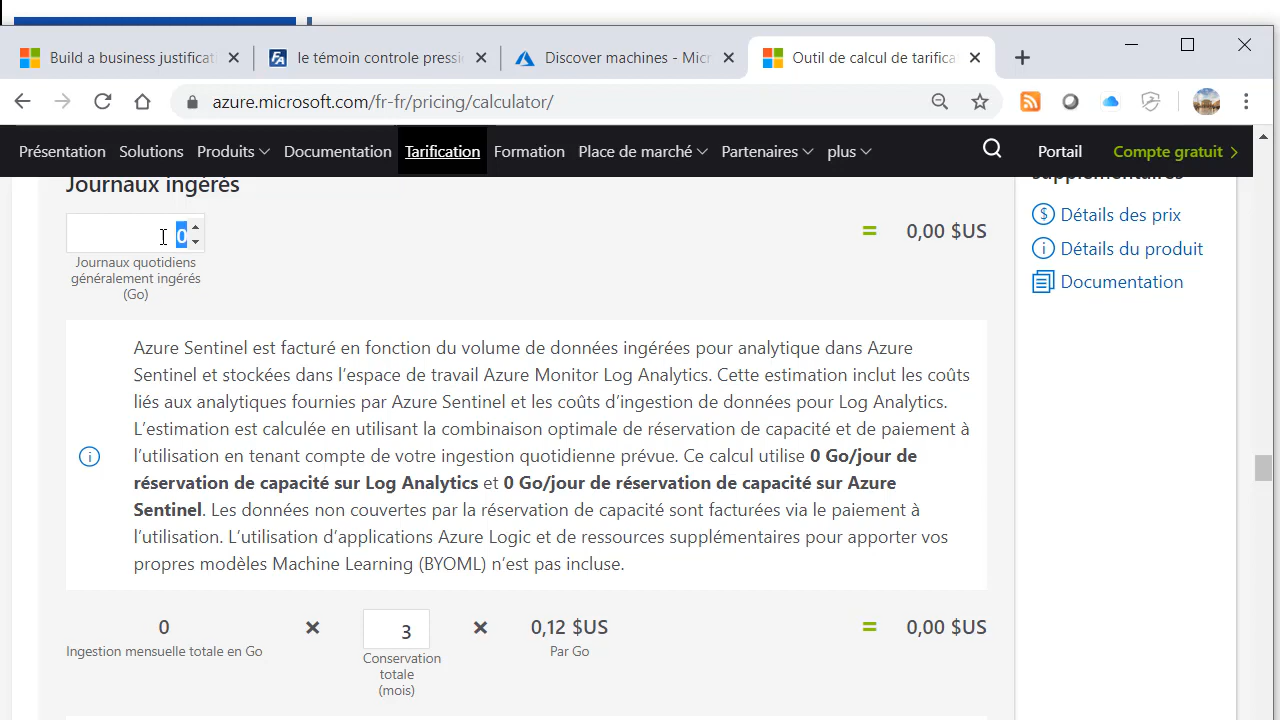 Build a business justificat
le témoin controle pressi
Discover machines - Micr
Outil de calcul de tarifica
azure.microsoft.com/fr-fr/pricing/calculator/
Présentation Solutions Produits Documentation Tarification Formation Place de marché Partenaires plus Portail Compte gratuit
Journaux ingérés
supplémentaires
0
= 0,00 $US
Journaux quotidiens
généralement ingérés
(Go)
Détails des prix
Détails du produit
Documentation
Azure Sentinel est facturé en fonction du volume de données ingérées pour analytique dans Azure
Sentinel et stockées dans l’espace de travail Azure Monitor Log Analytics. Cette estimation inclut les coûts
liés aux analytiques fournies par Azure Sentinel et les coûts d’ingestion de données pour Log Analytics.
L’estimation est calculée en utilisant la combinaison optimale de réservation de capacité et de paiement à
l’utilisation en tenant compte de votre ingestion quotidienne prévue. Ce calcul utilise 0 Go/jour de
réservation de capacité sur Log Analytics et 0 Go/jour de réservation de capacité sur Azure
Sentinel. Les données non couvertes par la réservation de capacité sont facturées via le paiement à
l’utilisation. L’utilisation d’applications Azure Logic et de ressources supplémentaires pour apporter vos
propres modèles Machine Learning (BYOML) n’est pas incluse.
0 × 3 × 0,12 $US = 0,00 $US
Ingestion mensuelle totale en Go
Conservation
totale
(mois)
Par Go